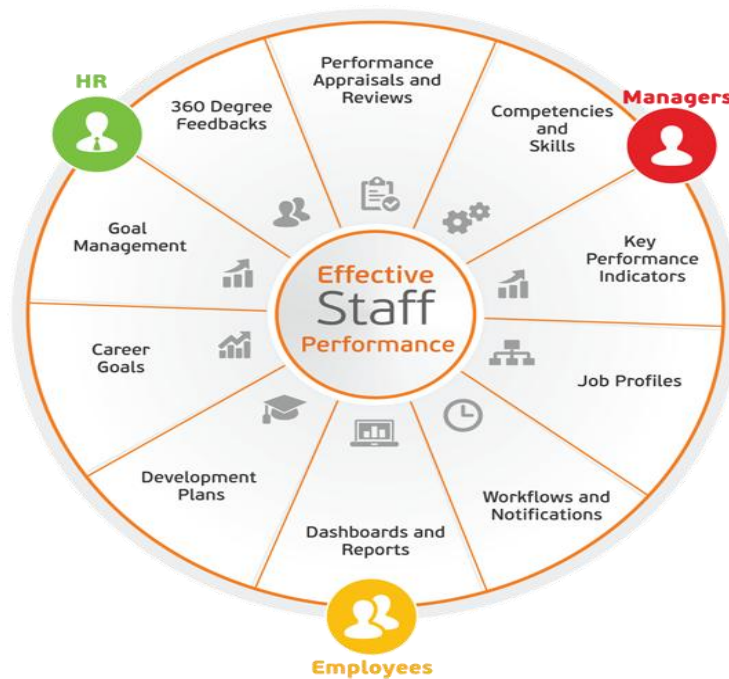 HR
Managers
Performance
Appraisals and
Reviews
Competencies
and
Skills
Key
Performance
Indicators
Job Profiles
Workflows and
Notifications
Dashboards and
Reports
Development
Plans
Career
Goals
Goal
Management
360 Degree
Feedbacks
Effective
Staff
Performance
Employees